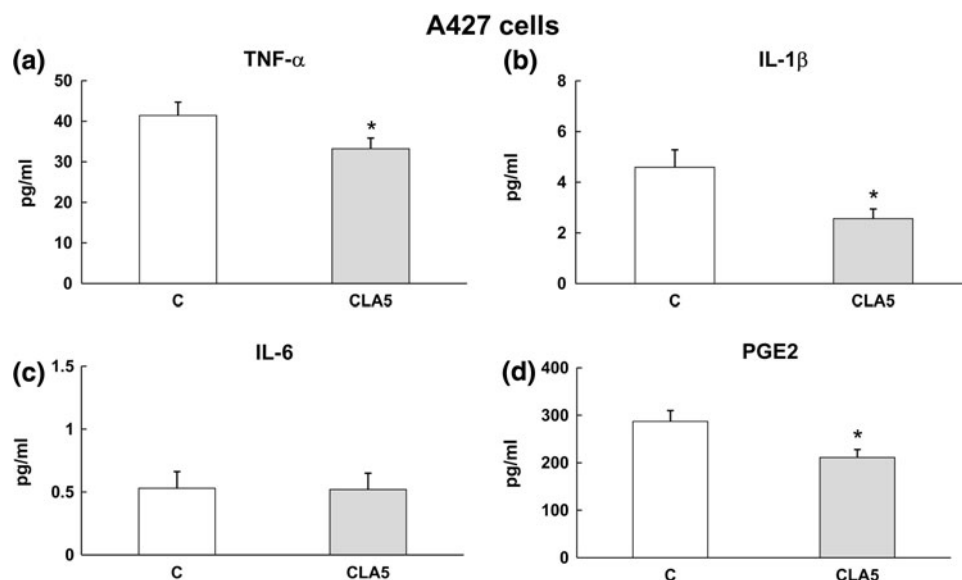 A427 cells
(a)
TNF-α
50
40
30
20
10
0
pg/ml
*
C
CLA5
(b)
IL-1β
8
6
4
2
0
pg/ml
*
C
CLA5
(c)
IL-6
1.5
1
0.5
0
pg/ml
C
CLA5
(d)
PGE2
400
300
200
100
0
pg/ml
*
C
CLA5